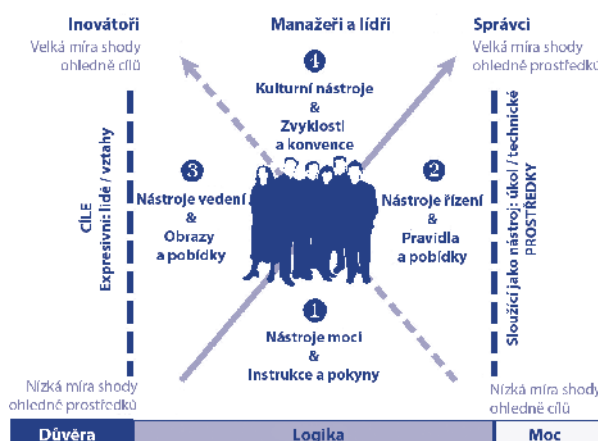 Inovátoři
Manažeři a lídři
Správci
Velká míra shody
ohledně cílů
Velká míra shody
ohledně prostředků
4
Kulturní nástroje
&
Zvyklosti
a konvence
3
Nástroje vedení
&
Obrazy
a pobídky
2
Nástroje řízení
&
Pravidla
a pobídky
CÍLE
Expresivní: lidé / vztahy
Sloužící jako nástroj: úkol / technické
PROSTŘEDKY
1
Nástroje moci
&
Instrukce a pokyny
Nízká míra shody
ohledně prostředků
Nízká míra shody
ohledně cílů
Důvěra
Logika
Moc